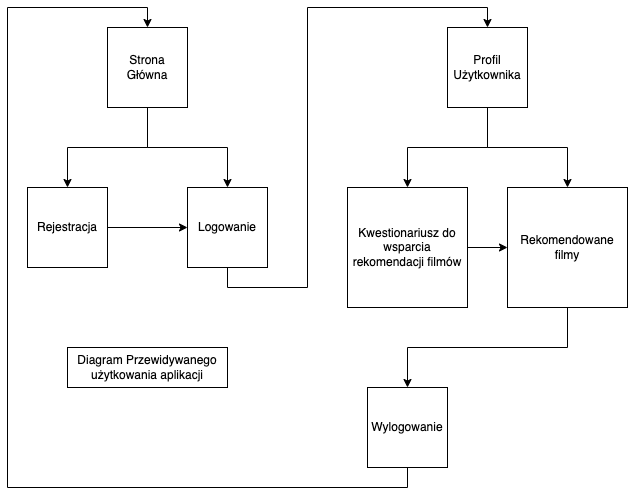 Strona
Główna
Profil
Użytkownika
Rejestracja
Logowanie
Kwestionariusz do
wsparcia
rekomendacji filmów
Rekomendowane
filmy
Diagram Przewidywanego
użytkowania aplikacji
Wylogowanie